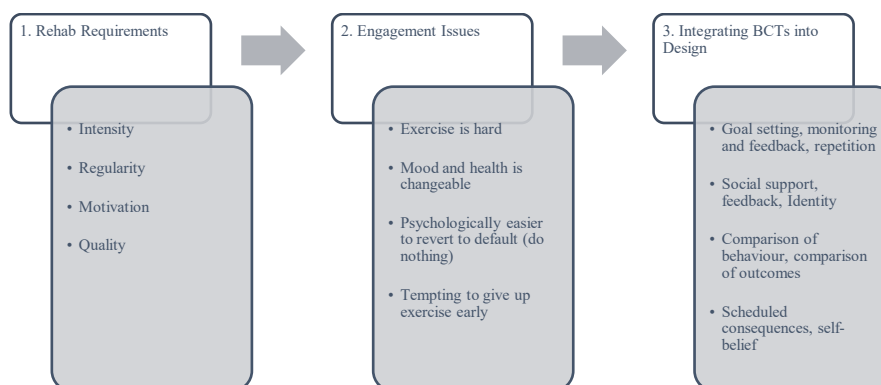 1. Rehab Requirements
• Intensity
• Regularity
• Motivation
• Quality
2. Engagement Issues
• Exercise is hard
• Mood and health is
changeable
• Psychologically easier
to revert to default (do
nothing)
• Tempting to give up
exercise early
3. Integrating BCTs into
Design
• Goal setting, monitoring
and feedback, repetition
• Social support,
feedback, Identity
• Comparison of
behaviour, comparison
of outcomes
• Scheduled
consequences, self-
belief